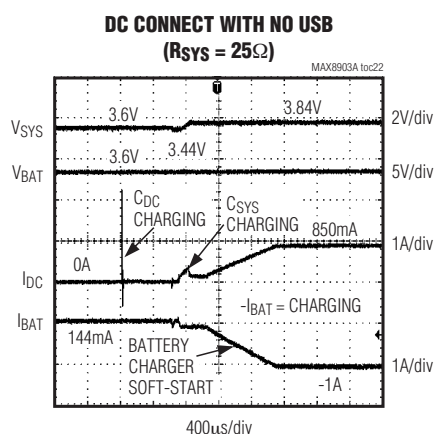 DC CONNECT WITH NO USB
(RSYS = 25Ω)
MAX8903A toc22
3.6V
3.84V
2V/div
VSYS
3.44V
3.6V
5V/div
VBAT
CDC
CHARGING
CSYS
CHARGING
850mA
1A/div
0A
IDC
-IBAT = CHARGING
IBAT
144mA
BATTERY
CHARGER
SOFT-START
-1A
1A/div
400µs/div